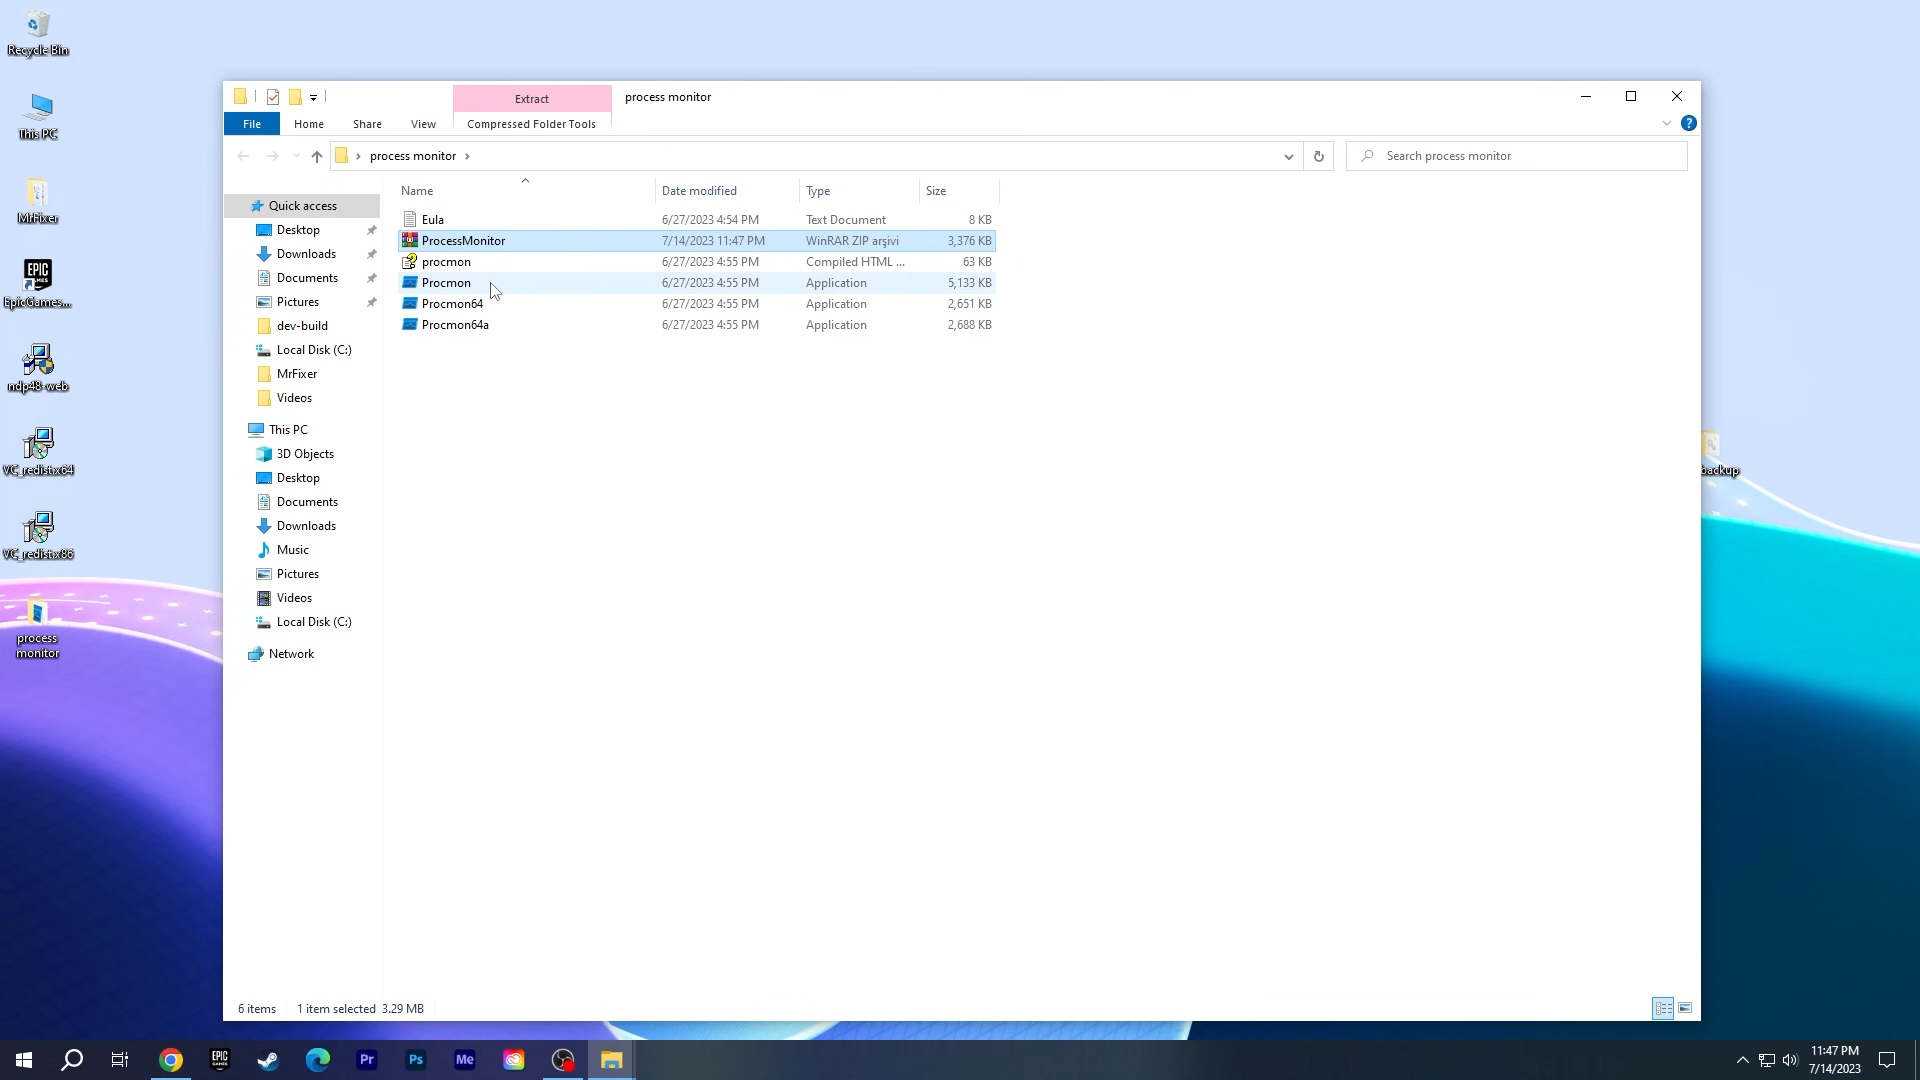 Recycle Bin
This PC
MrFixer
EpicGames...
ndp48-web
VC_redist.x64
VC_redist.x86
process
monitor
backup
Extract
process monitor
File
Home
Share
View
Compressed Folder Tools
process monitor
Search process monitor
Quick access
Desktop
Downloads
Documents
Pictures
dev-build
Local Disk (C:)
MrFixer
Videos
This PC
3D Objects
Desktop
Documents
Downloads
Music
Pictures
Videos
Local Disk (C:)
Network
Name Date modified Type Size
Eula 6/27/2023 4:54 PM Text Document 8 KB
ProcessMonitor 7/14/2023 11:47 PM WinRAR ZIP arşivi 3,376 KB
procmon 6/27/2023 4:55 PM Compiled HTML ... 63 KB
Procmon 6/27/2023 4:55 PM Application 5,133 KB
Procmon64 6/27/2023 4:55 PM Application 2,651 KB
Procmon64a 6/27/2023 4:55 PM Application 2,688 KB
6 items 1 item selected 3.29 MB
EPIC GAMES
Pr
Ps
Me
11:47 PM
7/14/2023